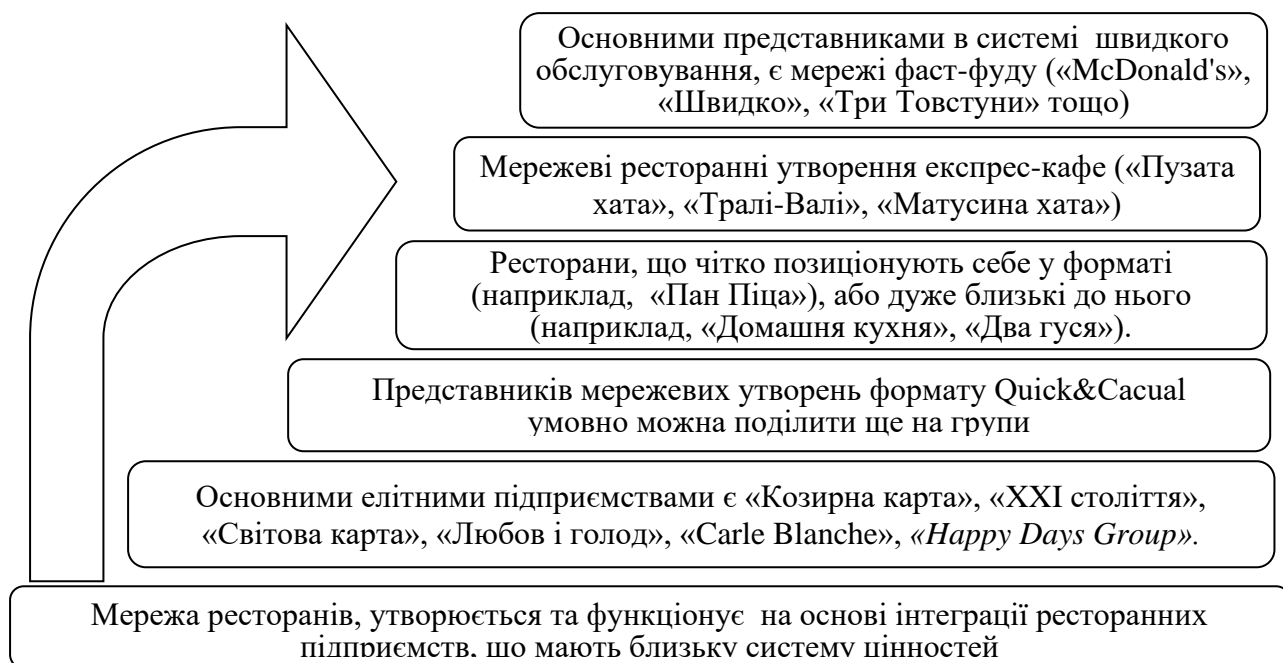 Основними представниками в системі швидкого
обслуговування, є мережі фаст-фуду («McDonald's»,
«Швидко», «Три Товстуни» тощо)
Мережеві ресторанні утворення експрес-кафе («Пузата
хата», «Тралі-Валі», «Матусина хата»)
Ресторани, що чітко позиціонують себе у форматі
(наприклад, «Пан Піца»), або дуже близькі до нього
(наприклад, «Домашня кухня», «Два гуся»).
Представників мережевих утворень формату Quick&Cacual
умовно можна поділити ще на групи
Основними елітними підприємствами є «Козирна карта», «XXI століття»,
«Світова карта», «Любов і голод», «Carle Blanche», «Happy Days Group».
Мережа ресторанів, утворюється та функціонує на основі інтеграції ресторанних
підприємств, що мають близьку систему цінностей